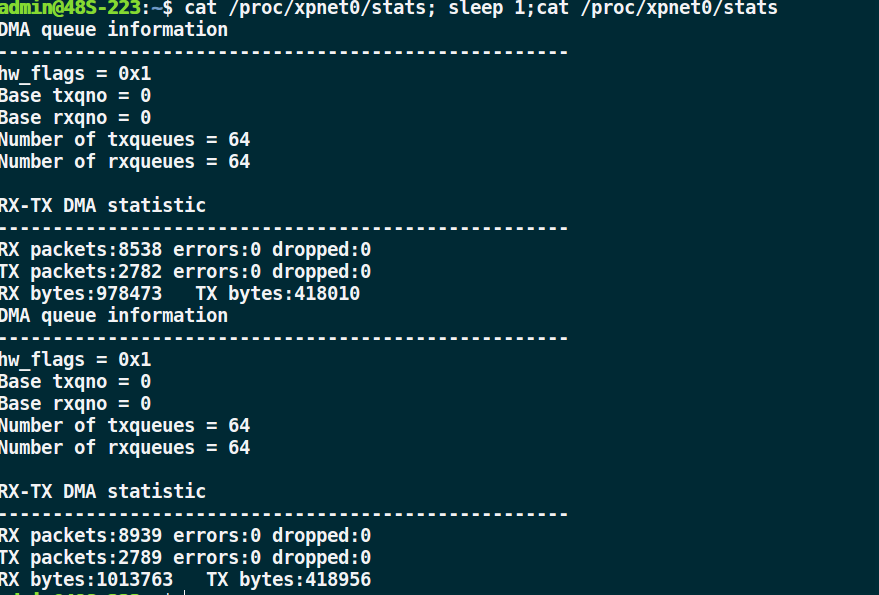 admin@48S-223:~$ cat /proc/xpnet0/stats; sleep 1;cat /proc/xpnet0/stats
DMA queue information
----------------------------------------------------
hw_flags = 0x1
Base txqno = 0
Base rxqno = 0
Number of txqueues = 64
Number of rxqueues = 64
RX-TX DMA statistic
----------------------------------------------------
RX packets:8538 errors:0 dropped:0
TX packets:2782 errors:0 dropped:0
RX bytes:978473   TX bytes:418010
DMA queue information
----------------------------------------------------
hw_flags = 0x1
Base txqno = 0
Base rxqno = 0
Number of txqueues = 64
Number of rxqueues = 64
RX-TX DMA statistic
----------------------------------------------------
RX packets:8939 errors:0 dropped:0
TX packets:2789 errors:0 dropped:0
RX bytes:1013763   TX bytes:418956